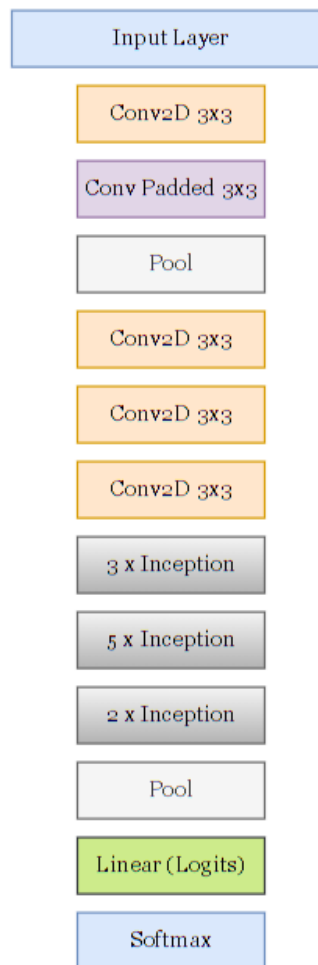 Input Layer
Conv2D 3x3
Conv Padded 3x3
Pool
Conv2D 3x3
Conv2D 3x3
Conv2D 3x3
3 x Inception
5 x Inception
2 x Inception
Pool
Linear (Logits)
Softmax